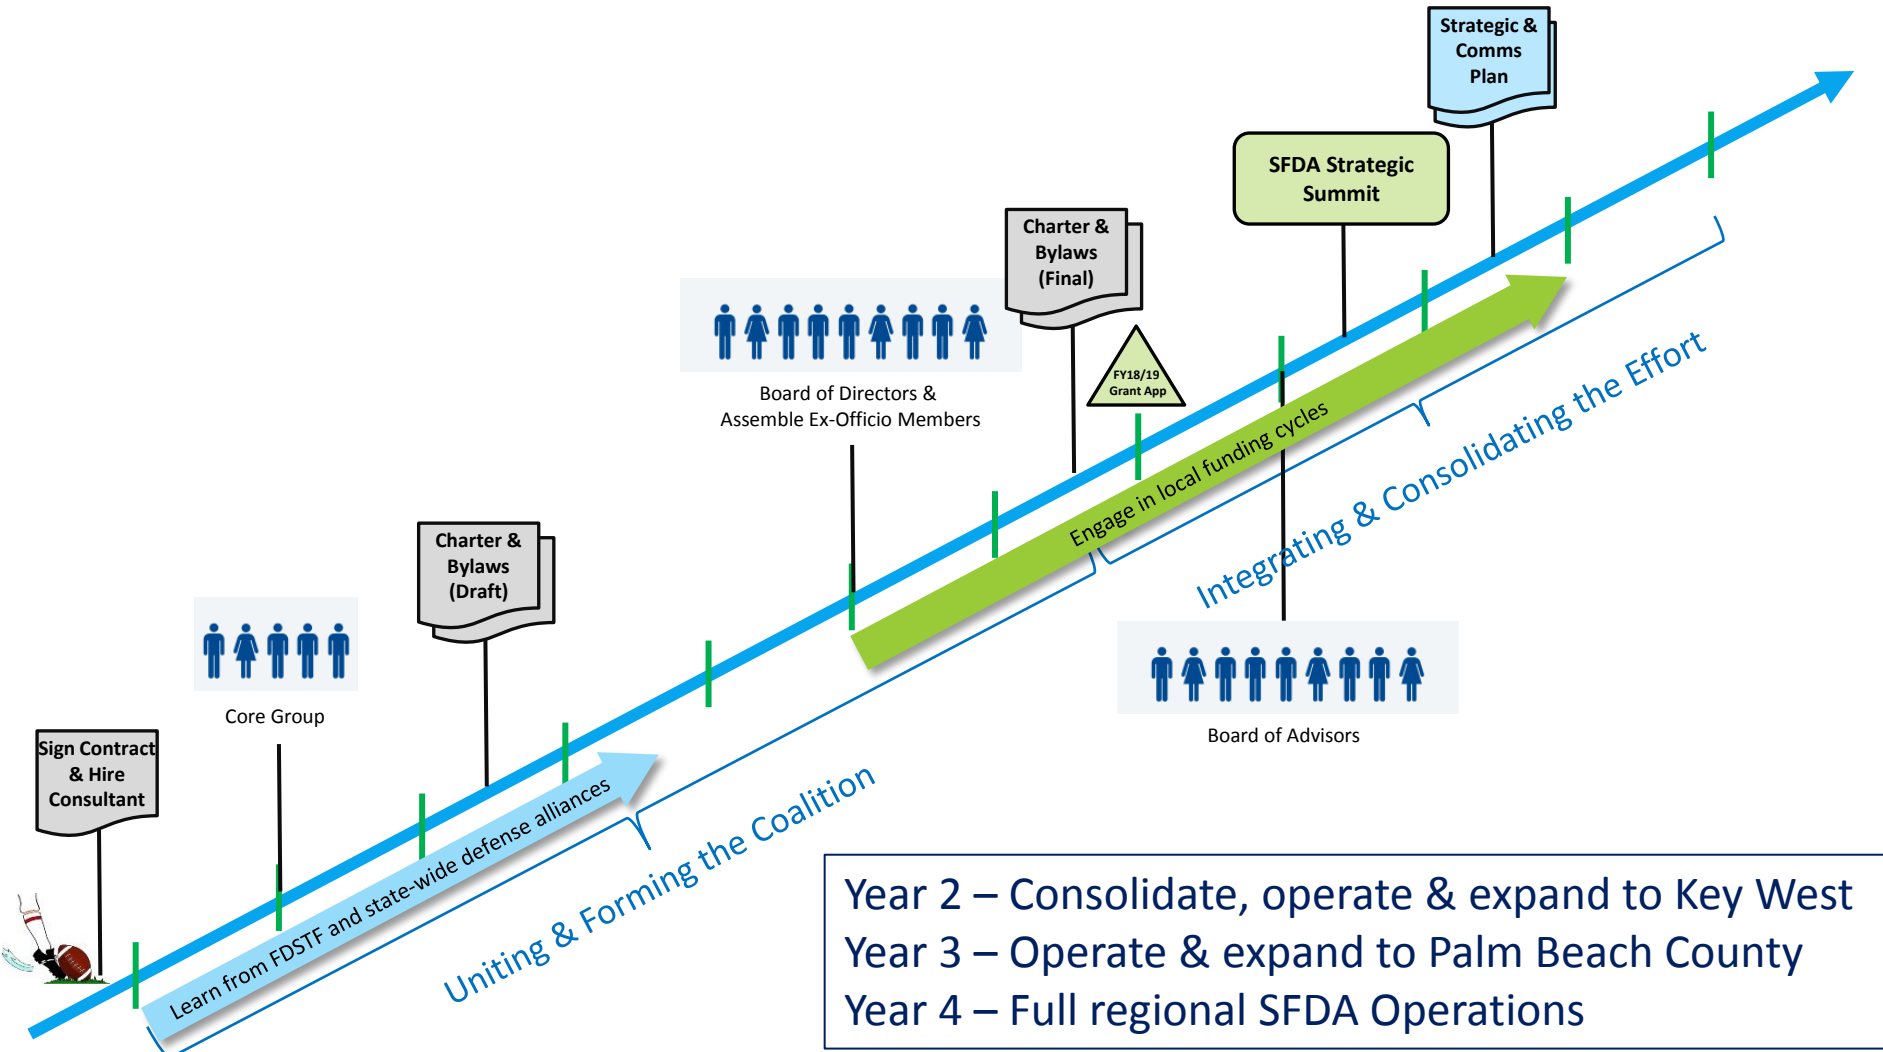 Strategic &
Comms
Plan
SFDA Strategic
Summit
Charter &
Bylaws
(Final)
FY18/19
Grant App
Board of Directors &
Assemble Ex-Officio Members
Engage in local funding cycles
Integrating & Consolidating the Effort
Charter &
Bylaws
(Draft)
Core Group
Board of Advisors
Sign Contract
& Hire
Consultant
Learn from FDSTF and state-wide defense alliances
Uniting & Forming the Coalition
Year 2 – Consolidate, operate & expand to Key West
Year 3 – Operate & expand to Palm Beach County
Year 4 – Full regional SFDA Operations